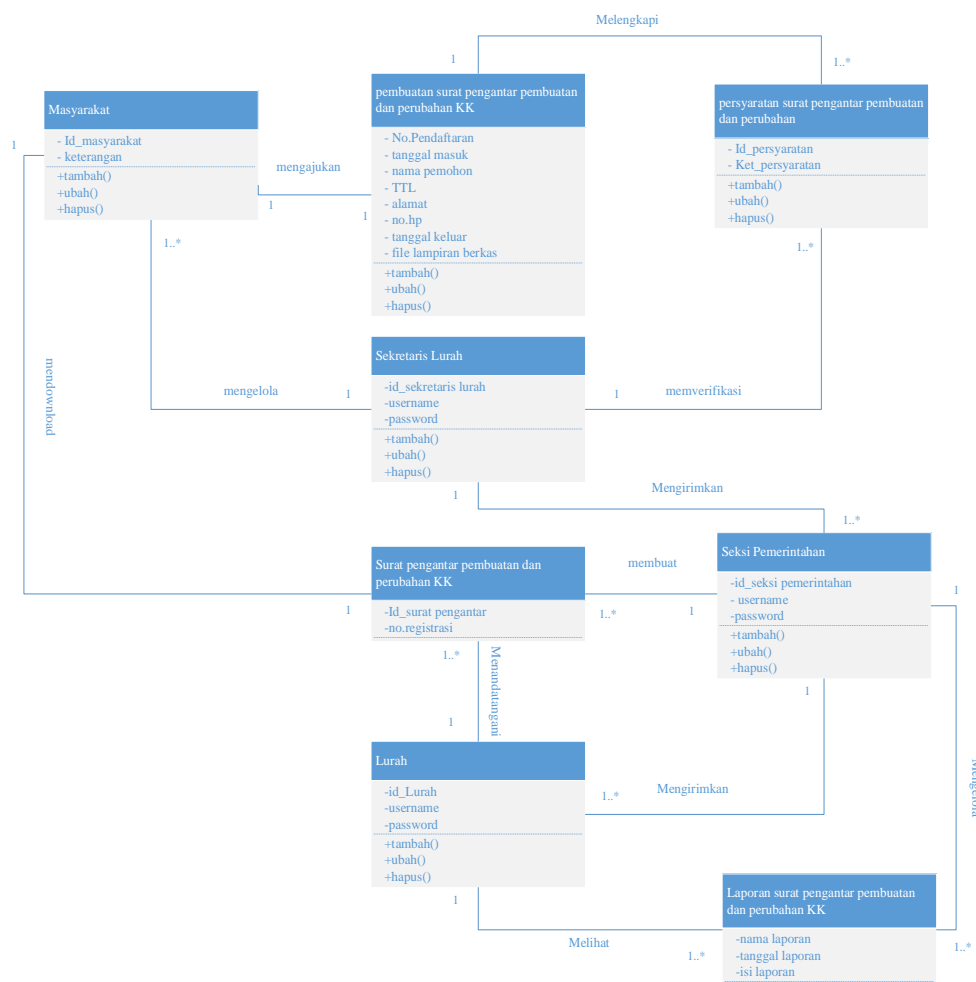 Melengkapi
1
1..*
Masyarakat
- Id_masyarakat
- keterangan
+tambah()
+ubah()
+hapus()
1
mengajukan
1
1
1..*
pembuatan surat pengantar pembuatan
dan perubahan KK
- No.Pendaftaran
- tanggal masuk
- nama pemohon
- TTL
- alamat
- no.hp
- tanggal keluar
- file lampiran berkas
+tambah()
+ubah()
+hapus()
persyaratan surat pengantar pembuatan
dan perubahan
- Id_persyaratan
- Ket_persyaratan
+tambah()
+ubah()
+hapus()
1..*
mendownload
mengelola
1
Sekretaris Lurah
-id_sekretaris lurah
-username
-password
+tambah()
+ubah()
+hapus()
1
memverifikasi
1
Mengirimkan
1..*
Surat pengantar pembuatan dan
perubahan KK
-Id_surat pengantar
-no.registrasi
1
membuat
1..*
1
Seksi Pemerintahan
-id_seksi pemerintahan
- username
-password
+tambah()
+ubah()
+hapus()
1
1..*
Menandatangani
1
1
Lurah
-id_Lurah
-username
-password
+tambah()
+ubah()
+hapus()
1..*
Mengirimkan
1
Melihat
1..*
Laporan surat pengantar pembuatan
dan perubahan KK
-nama laporan
-tanggal laporan
-isi laporan
1..*